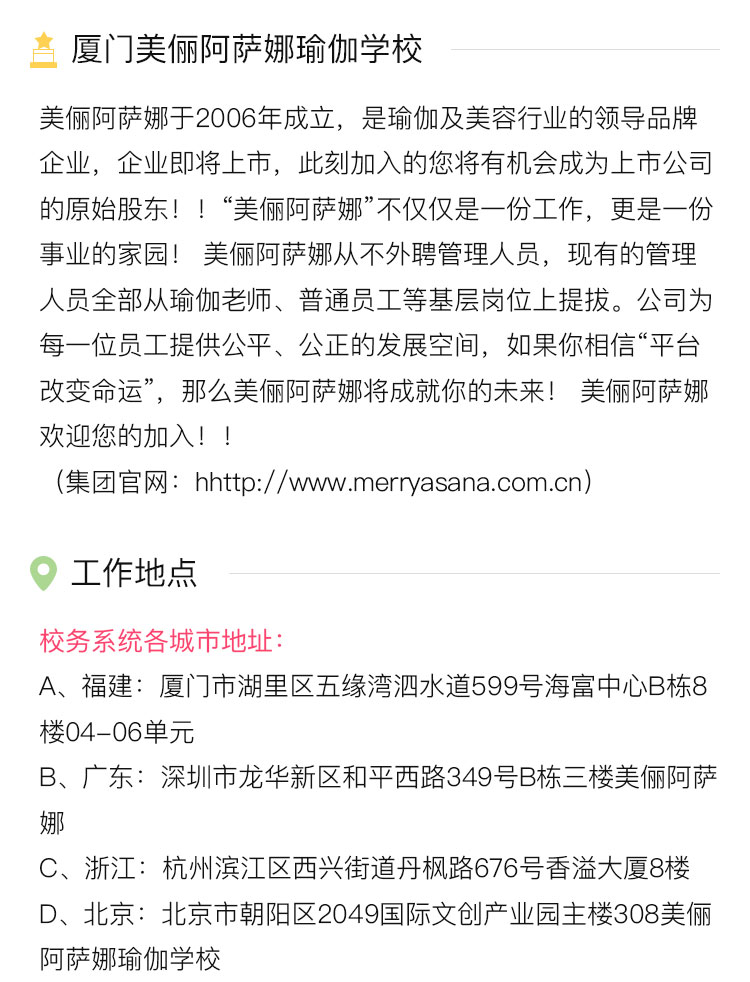 厦门美俪阿萨娜瑜伽学校
美俪阿萨娜于2006年成立，是瑜伽及美容行业的领导品牌
企业，企业即将上市，此刻加入的您将有机会成为上市公司
的原始股东！！“美俪阿萨娜”不仅仅是一份工作，更是一份
事业的家园！ 美俪阿萨娜从不外聘管理人员，现有的管理
人员全部从瑜伽老师、普通员工等基层岗位上提拔。公司为
每一位员工提供公平、公正的发展空间，如果你相信“平台
改变命运”，那么美俪阿萨娜将成就你的未来！ 美俪阿萨娜
欢迎您的加入！！
（集团官网：hhttp://www.merryasana.com.cn）
工作地点
校务系统各城市地址：
A、福建：厦门市湖里区五缘湾泗水道599号海富中心B栋8
楼04-06单元
B、广东：深圳市龙华新区和平西路349号B栋三楼美俪阿萨
娜
C、浙江：杭州滨江区西兴街道丹枫路676号香溢大厦8楼
D、北京：北京市朝阳区2049国际文创产业园主楼308美俪
阿萨娜瑜伽学校